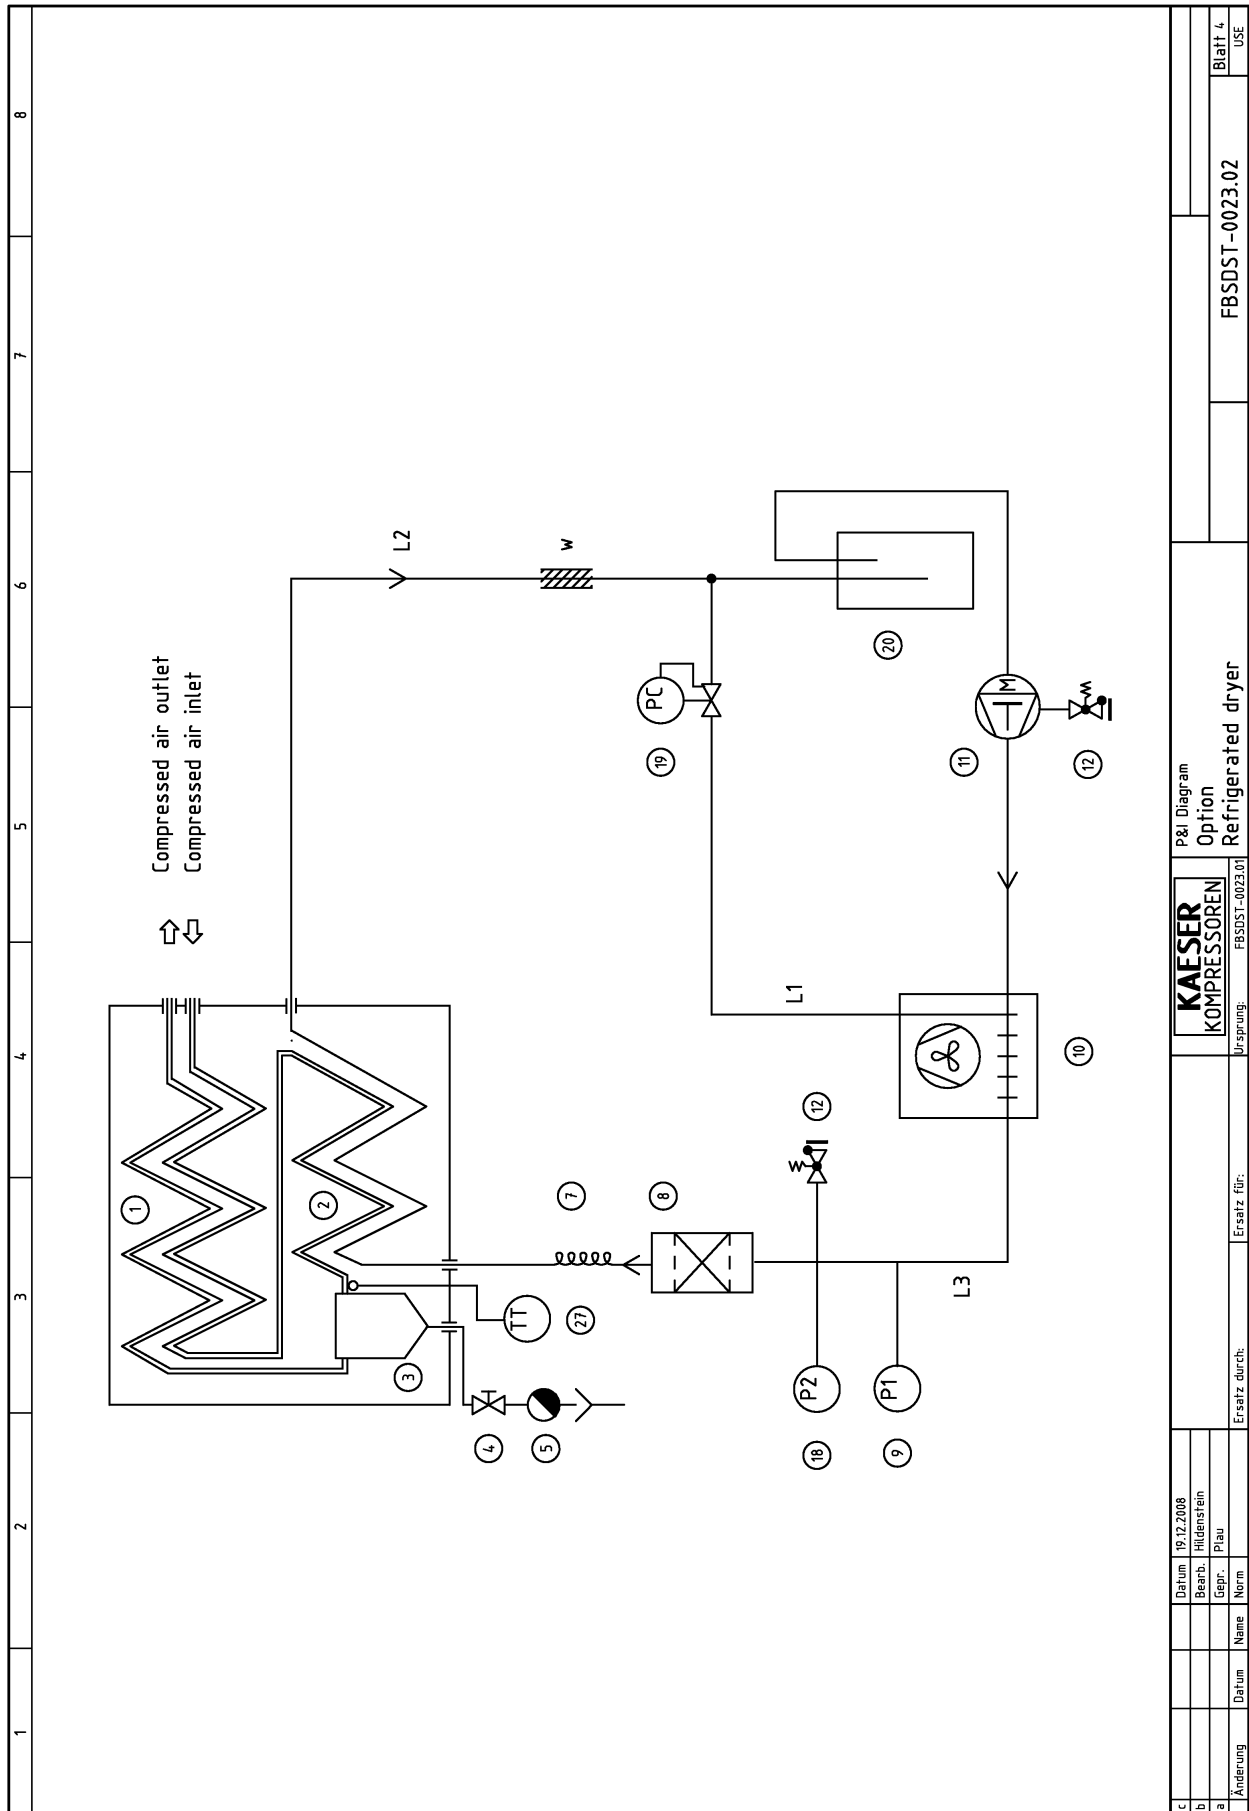 1
2
3
4
5
6
7
8
Compressed air outlet
Compressed air inlet
1
2
3
4
5
27
TT
7
8
L2
W
PC
19
20
L1
L3
12
P2
18
P1
9
10
11
M
12
c
b
a
Änderung
Datum
Name
Datum
19.12.2008
Bearb.
Hildenstein
Gepr.
Plau
Norm
Ersatz durch:
Ersatz für:
KAESER
KOMPRESSOREN
Ursprung:
FBSDST-0023.01
P&I Diagram
Option
Refrigerated dryer
FBSDST-0023.02
Blatt 4
USE